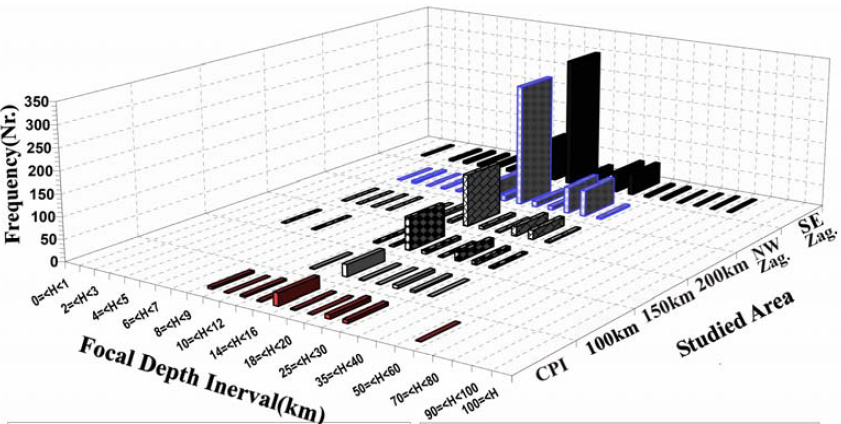 Frequency(Nr.)
350
300
250
200
150
100
50
0
0=<H<1
2=<H<3
4=<H<5
6=<H<7
8=<H<9
10=<H<12
14=<H<16
18=<H<20
25=<H<30
35=<H<40
50=<H<60
70=<H<80
90=<H<100
100=<H
Focal Depth Inerval(km)
CPI
100km
150km
200km
NW
Zag.
SE
Zag.
Studied Area